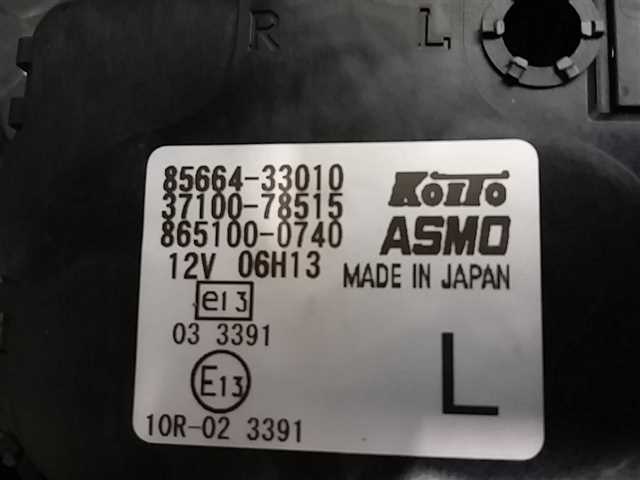 R L
85664-33010
37100-78515
865100-0740
12V 06H13
KOITO
ASMO
MADE IN JAPAN
e13
03 3391
E13
10R-02 3391
L